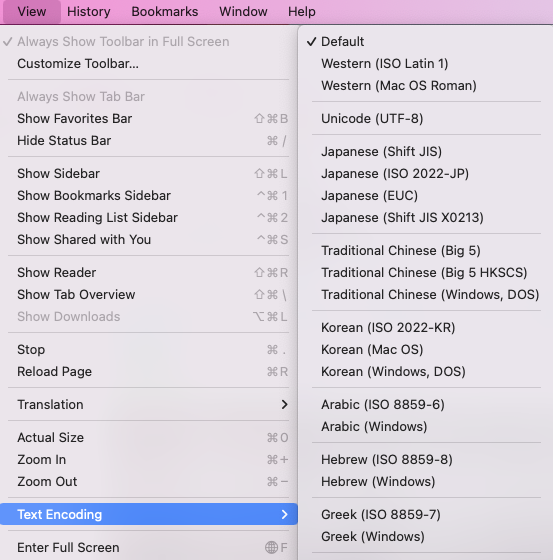 View History Bookmarks Window Help
✓ Always Show Toolbar in Full Screen
Customize Toolbar...
Always Show Tab Bar
Show Favorites Bar ⇧⌘B
Hide Status Bar ⌘/
Show Sidebar ⇧⌘L
Show Bookmarks Sidebar ^⌘1
Show Reading List Sidebar ^⌘2
Show Shared with You ^⌘S
Show Reader ⇧⌘R
Show Tab Overview ⇧⌘\
Show Downloads ⌥⌘L
Stop ⌘.
Reload Page ⌘R
Translation >
Actual Size ⌘0
Zoom In ⌘+
Zoom Out ⌘−
Text Encoding >
Enter Full Screen 🌐F
✓ Default
Western (ISO Latin 1)
Western (Mac OS Roman)
Unicode (UTF-8)
Japanese (Shift JIS)
Japanese (ISO 2022-JP)
Japanese (EUC)
Japanese (Shift JIS X0213)
Traditional Chinese (Big 5)
Traditional Chinese (Big 5 HKSCS)
Traditional Chinese (Windows, DOS)
Korean (ISO 2022-KR)
Korean (Mac OS)
Korean (Windows, DOS)
Arabic (ISO 8859-6)
Arabic (Windows)
Hebrew (ISO 8859-8)
Hebrew (Windows)
Greek (ISO 8859-7)
Greek (Windows)